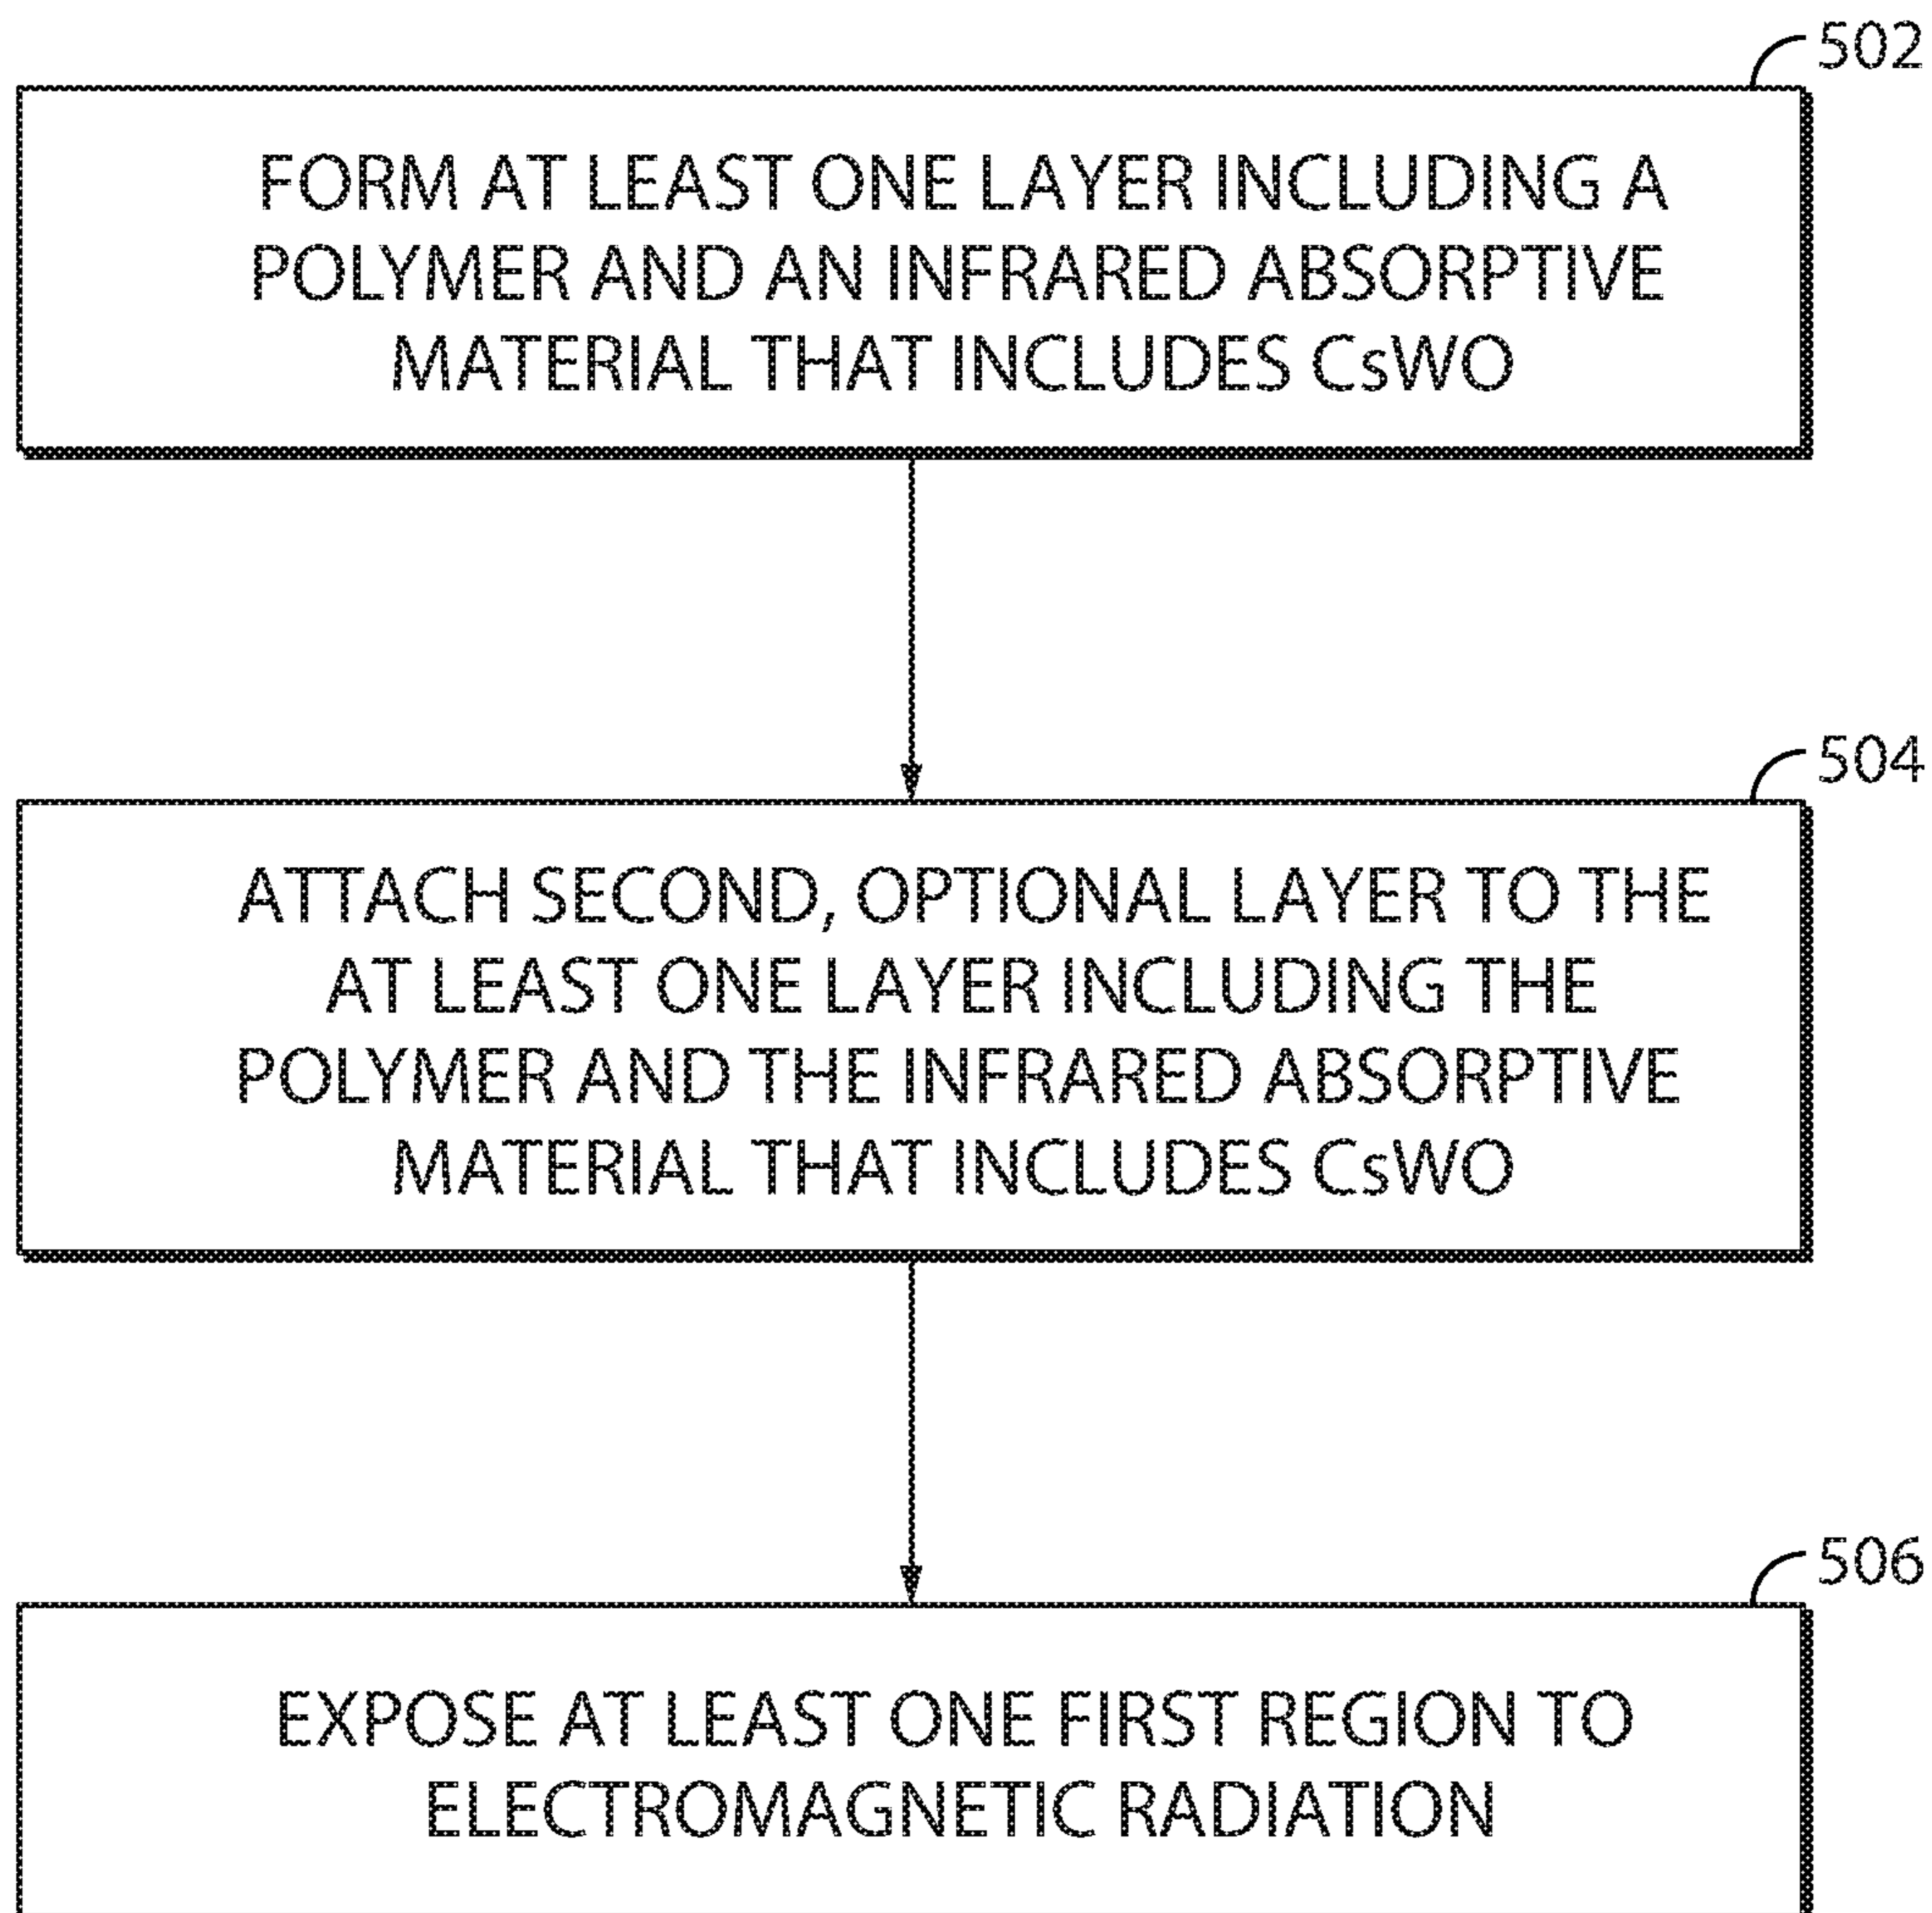 502
FORM AT LEAST ONE LAYER INCLUDING A
POLYMER AND AN INFRARED ABSORPTIVE
MATERIAL THAT INCLUDES CsWO
504
ATTACH SECOND, OPTIONAL LAYER TO THE
AT LEAST ONE LAYER INCLUDING THE
POLYMER AND THE INFRARED ABSORPTIVE
MATERIAL THAT INCLUDES CsWO
506
EXPOSE AT LEAST ONE FIRST REGION TO
ELECTROMAGNETIC RADIATION